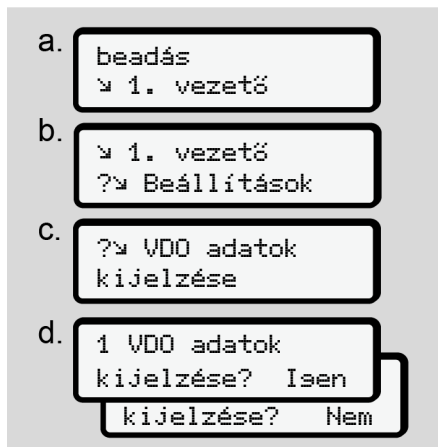 a.
beadás
↘ 1. vezető
b.
↘ 1. vezető
?↘ Beállítások
c.
?↘ VDO adatok
kijelzése
d.
1 VDO adatok
kijelzése? Igen
kijelzése? Nem